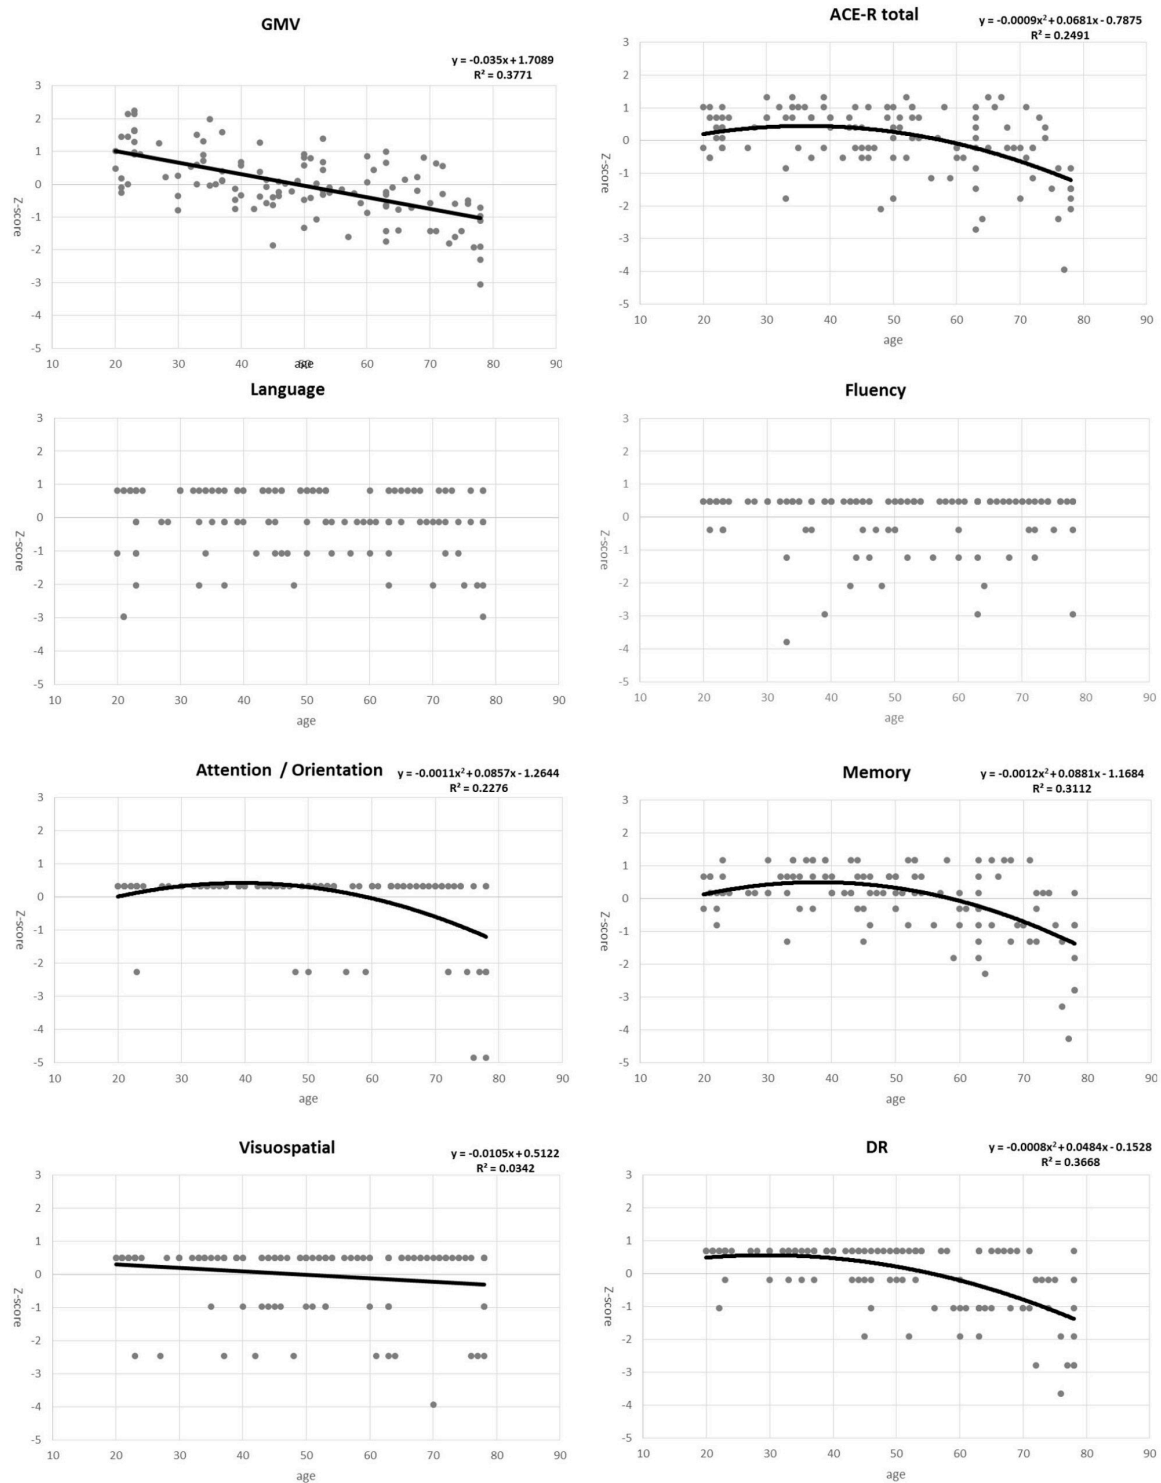 GMV
y = -0.035x + 1.7089
R² = 0.3771
3
2
1
0
-1
-2
-3
-4
-5
Z-score
10 20 30 40 50 60 70 80 90
age
ACE-R total
y = -0.0009x² + 0.0681x - 0.7875
R² = 0.2491
3
2
1
0
-1
-2
-3
-4
-5
Z-score
10 20 30 40 50 60 70 80 90
age
Language
3
2
1
0
-1
-2
-3
-4
-5
Z-score
10 20 30 40 50 60 70 80 90
age
Fluency
3
2
1
0
-1
-2
-3
-4
-5
Z-score
10 20 30 40 50 60 70 80 90
age
Attention / Orientation
y = -0.0011x² + 0.0857x - 1.2644
R² = 0.2276
3
2
1
0
-1
-2
-3
-4
-5
Z-score
10 20 30 40 50 60 70 80 90
age
Memory
y = -0.0012x² + 0.0881x - 1.1684
R² = 0.3112
3
2
1
0
-1
-2
-3
-4
-5
Z-score
10 20 30 40 50 60 70 80 90
age
Visuospatial
y = -0.0105x + 0.5122
R² = 0.0342
3
2
1
0
-1
-2
-3
-4
-5
Z-score
10 20 30 40 50 60 70 80 90
age
DR
y = -0.0008x² + 0.0484x - 0.1528
R² = 0.3668
3
2
1
0
-1
-2
-3
-4
-5
Z-score
10 20 30 40 50 60 70 80 90
age